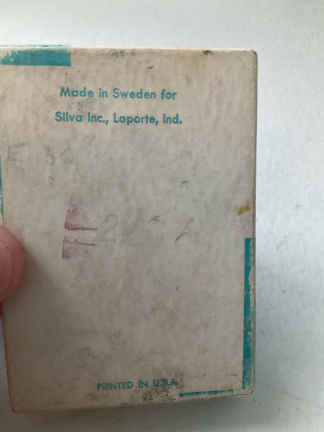 Made in Sweden for
Silva Inc., Laporte, Ind.
PRINTED IN U.S.A.